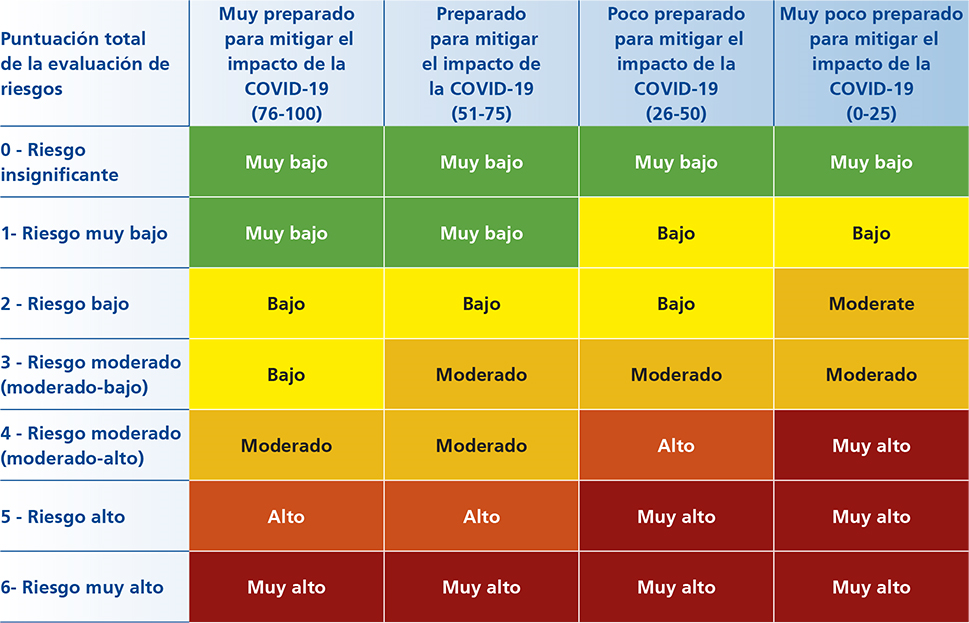 Puntuación total
de la evaluación de
riesgos
Muy preparado
para mitigar el
impacto de la
COVID-19
(76-100)
Preparado
para mitigar
el impacto de
la COVID-19
(51-75)
Poco preparado
para mitigar el
impacto de la
COVID-19
(26-50)
Muy poco preparado
para mitigar el
impacto de la
COVID-19
(0-25)
0 - Riesgo
insignificante
Muy bajo
Muy bajo
Muy bajo
Muy bajo
1- Riesgo muy bajo
Muy bajo
Muy bajo
Bajo
Bajo
2 - Riesgo bajo
Bajo
Bajo
Bajo
Moderate
3 - Riesgo moderado
(moderado-bajo)
Bajo
Moderado
Moderado
Moderado
4 - Riesgo moderado
(moderado-alto)
Moderado
Moderado
Alto
Muy alto
5 - Riesgo alto
Alto
Alto
Muy alto
Muy alto
6- Riesgo muy alto
Muy alto
Muy alto
Muy alto
Muy alto